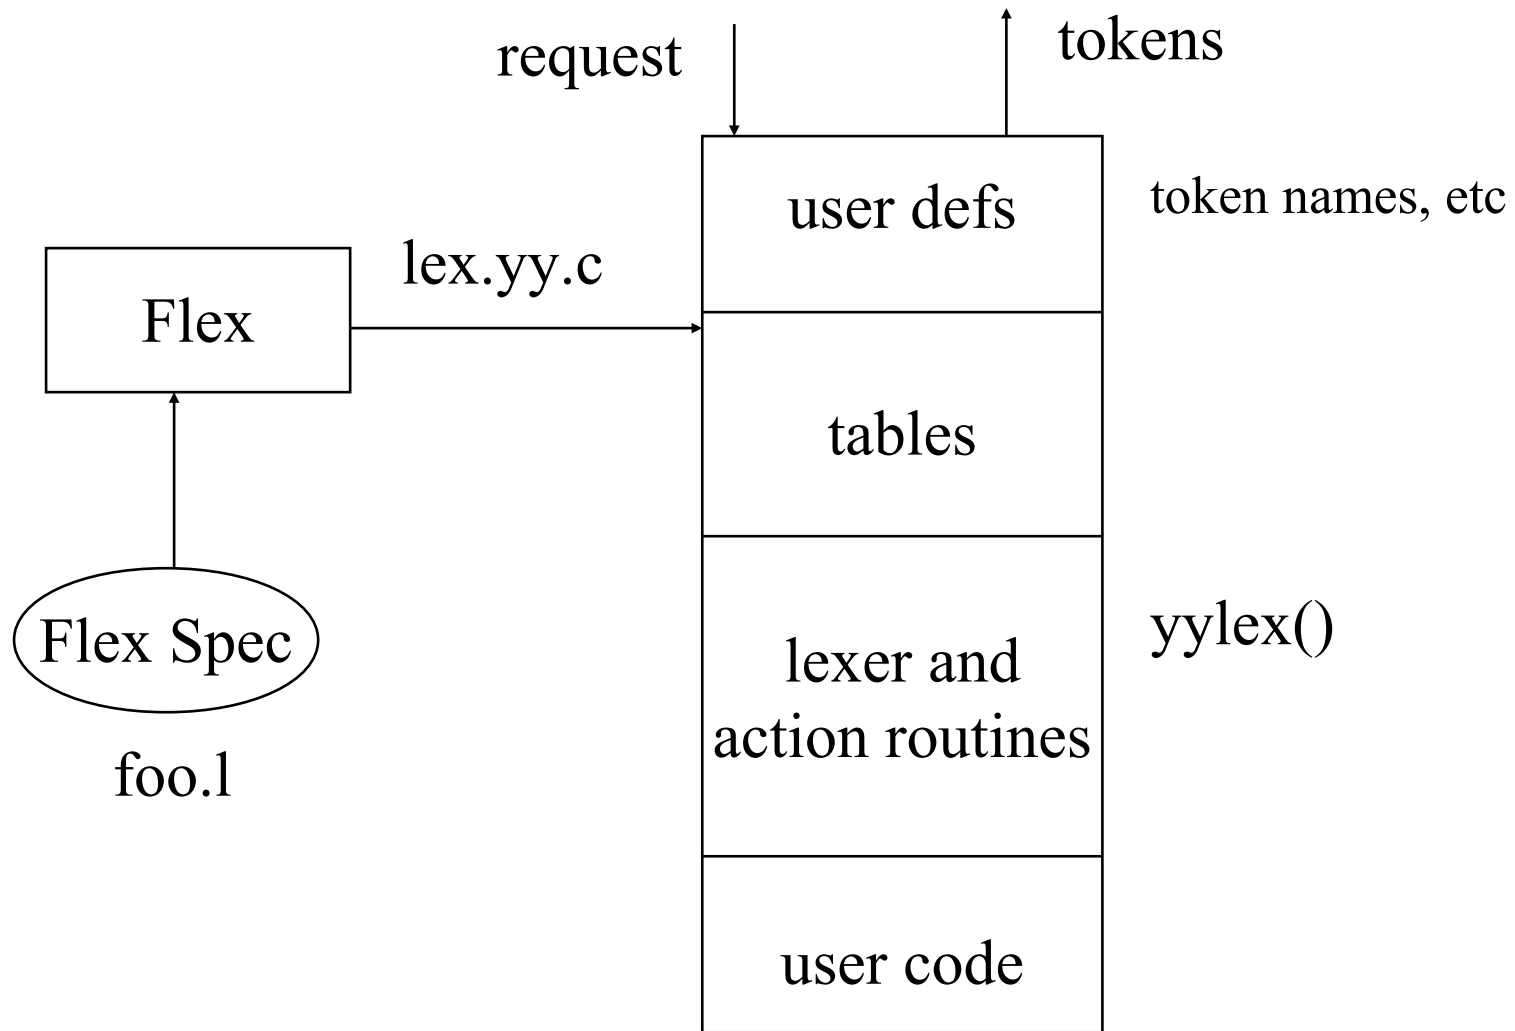 request
tokens
user defs
token names, etc
lex.yy.c
Flex
tables
Flex Spec
yylex()
lexer and
action routines
foo.l
user code